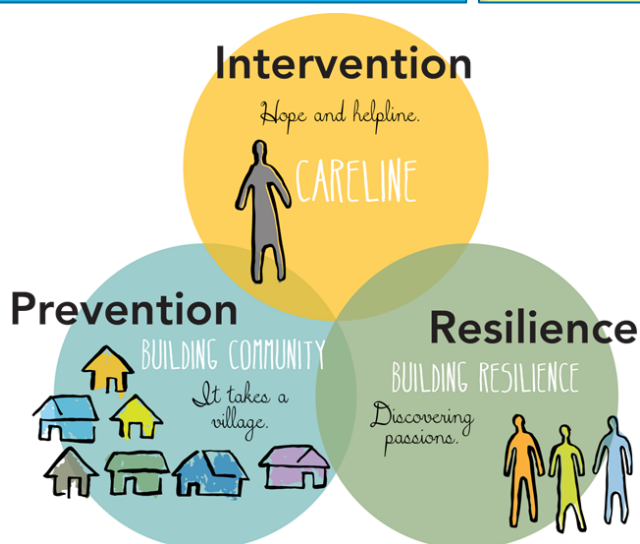 Intervention
Hope and helpline.
CARELINE
Prevention
BUILDING COMMUNITY
It takes a
village.
Resilience
BUILDING RESILIENCE
Discovering
passions.